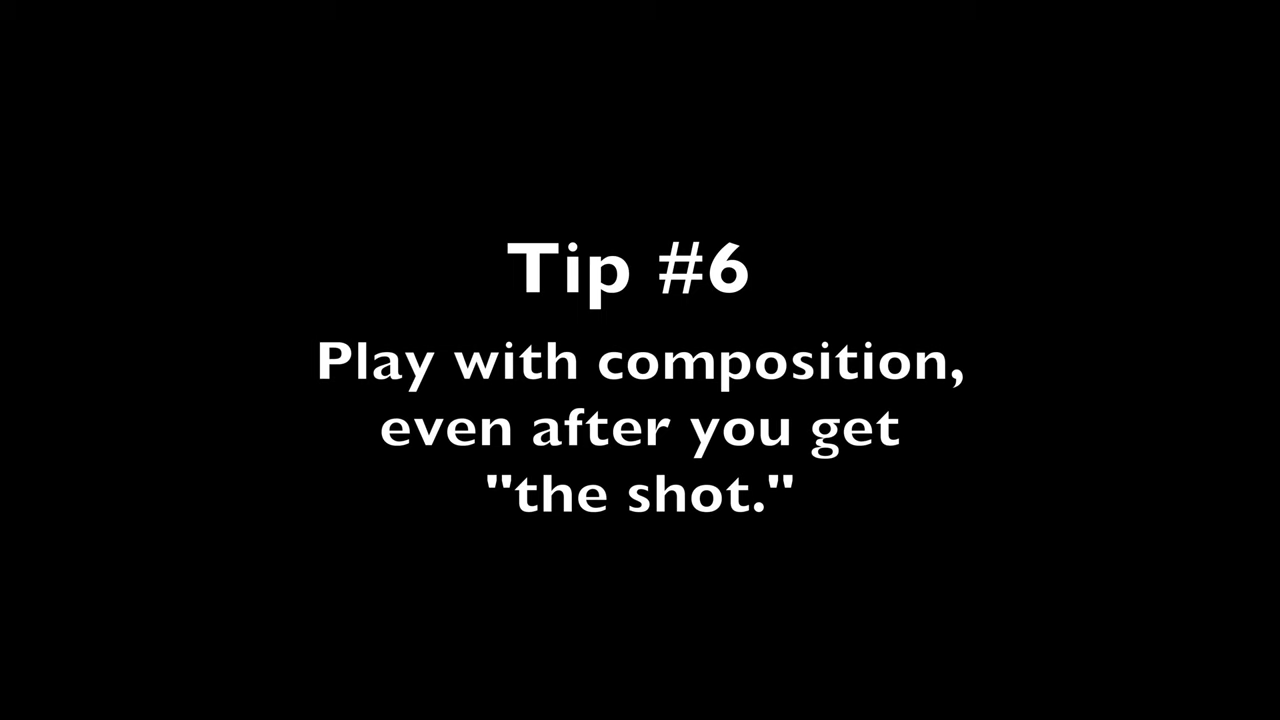 Tip #6
Play with composition,
even after you get
"the shot."